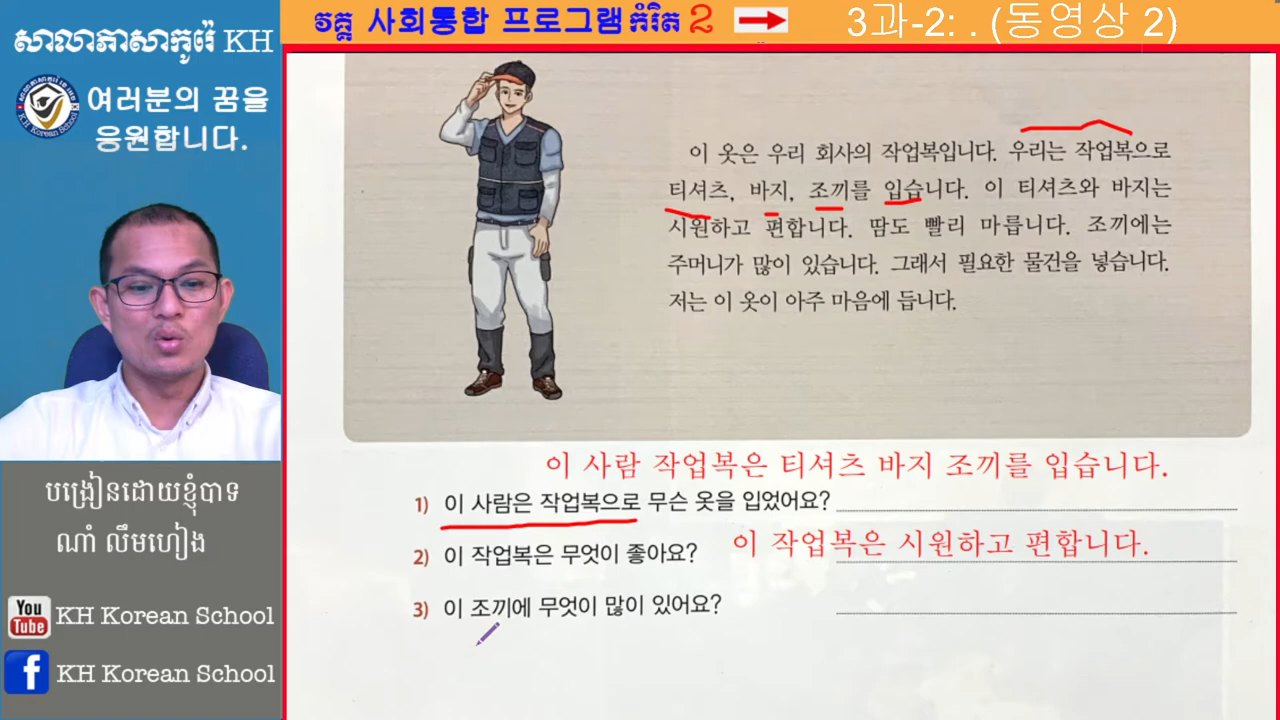 សាលាភាសាកូរ៉េ KH
여러분의 꿈을
응원합니다.
វគ្គ 사회통합 프로그램 កំរិត 2
3과-2: . (동영상 2)
이 옷은 우리 회사의 작업복입니다. 우리는 작업복으로
티셔츠, 바지, 조끼를 입습니다. 이 티셔츠와 바지는
시원하고 편합니다. 땀도 빨리 마릅니다. 조끼에는
주머니가 많이 있습니다. 그래서 필요한 물건을 넣습니다.
저는 이 옷이 아주 마음에 듭니다.
이 사람 작업복은 티셔츠 바지 조끼를 입습니다.
1) 이 사람은 작업복으로 무슨 옷을 입었어요?
이 작업복은 시원하고 편합니다.
2) 이 작업복은 무엇이 좋아요?
3) 이 조끼에 무엇이 많이 있어요?
បង្រៀនដោយខ្ញុំបាទ
ណាំ លឹមហៀង
You Tube KH Korean School
f KH Korean School